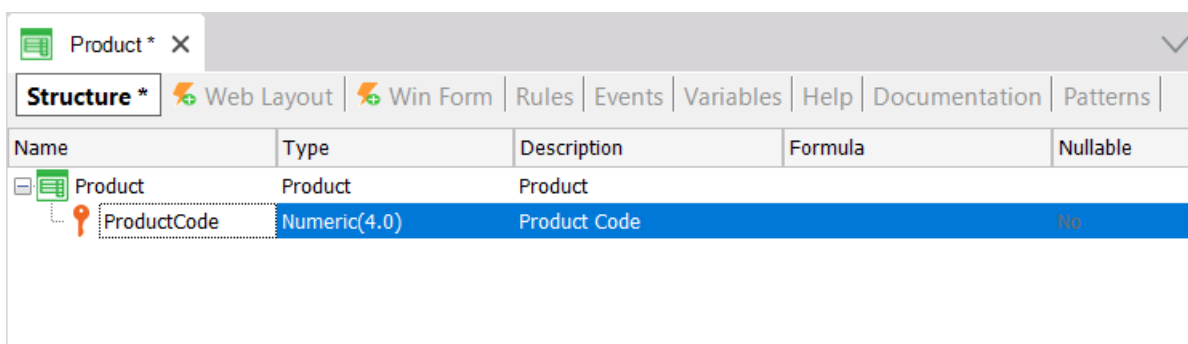 Product *
Structure * Web Layout Win Form Rules Events Variables Help Documentation Patterns
Name Type Description Formula Nullable
Product Product Product
ProductCode Numeric(4.0) Product Code No